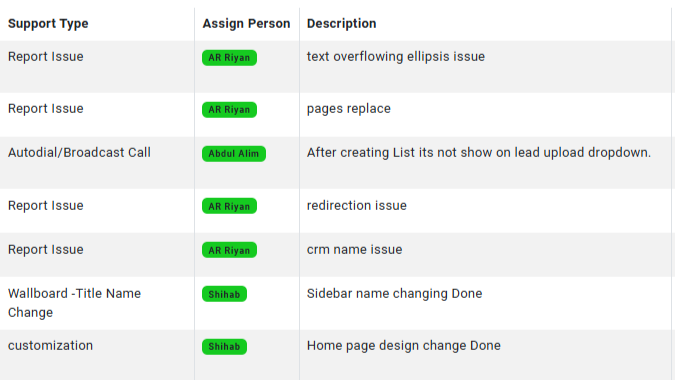 Support Type Assign Person Description
Report Issue AR Riyan text overflowing ellipsis issue
Report Issue AR Riyan pages replace
Autodial/Broadcast Call Abdul Alim After creating List its not show on lead upload dropdown.
Report Issue AR Riyan redirection issue
Report Issue AR Riyan crm name issue
Wallboard -Title Name Shihab Sidebar name changing Done
Change
customization Shihab Home page design change Done